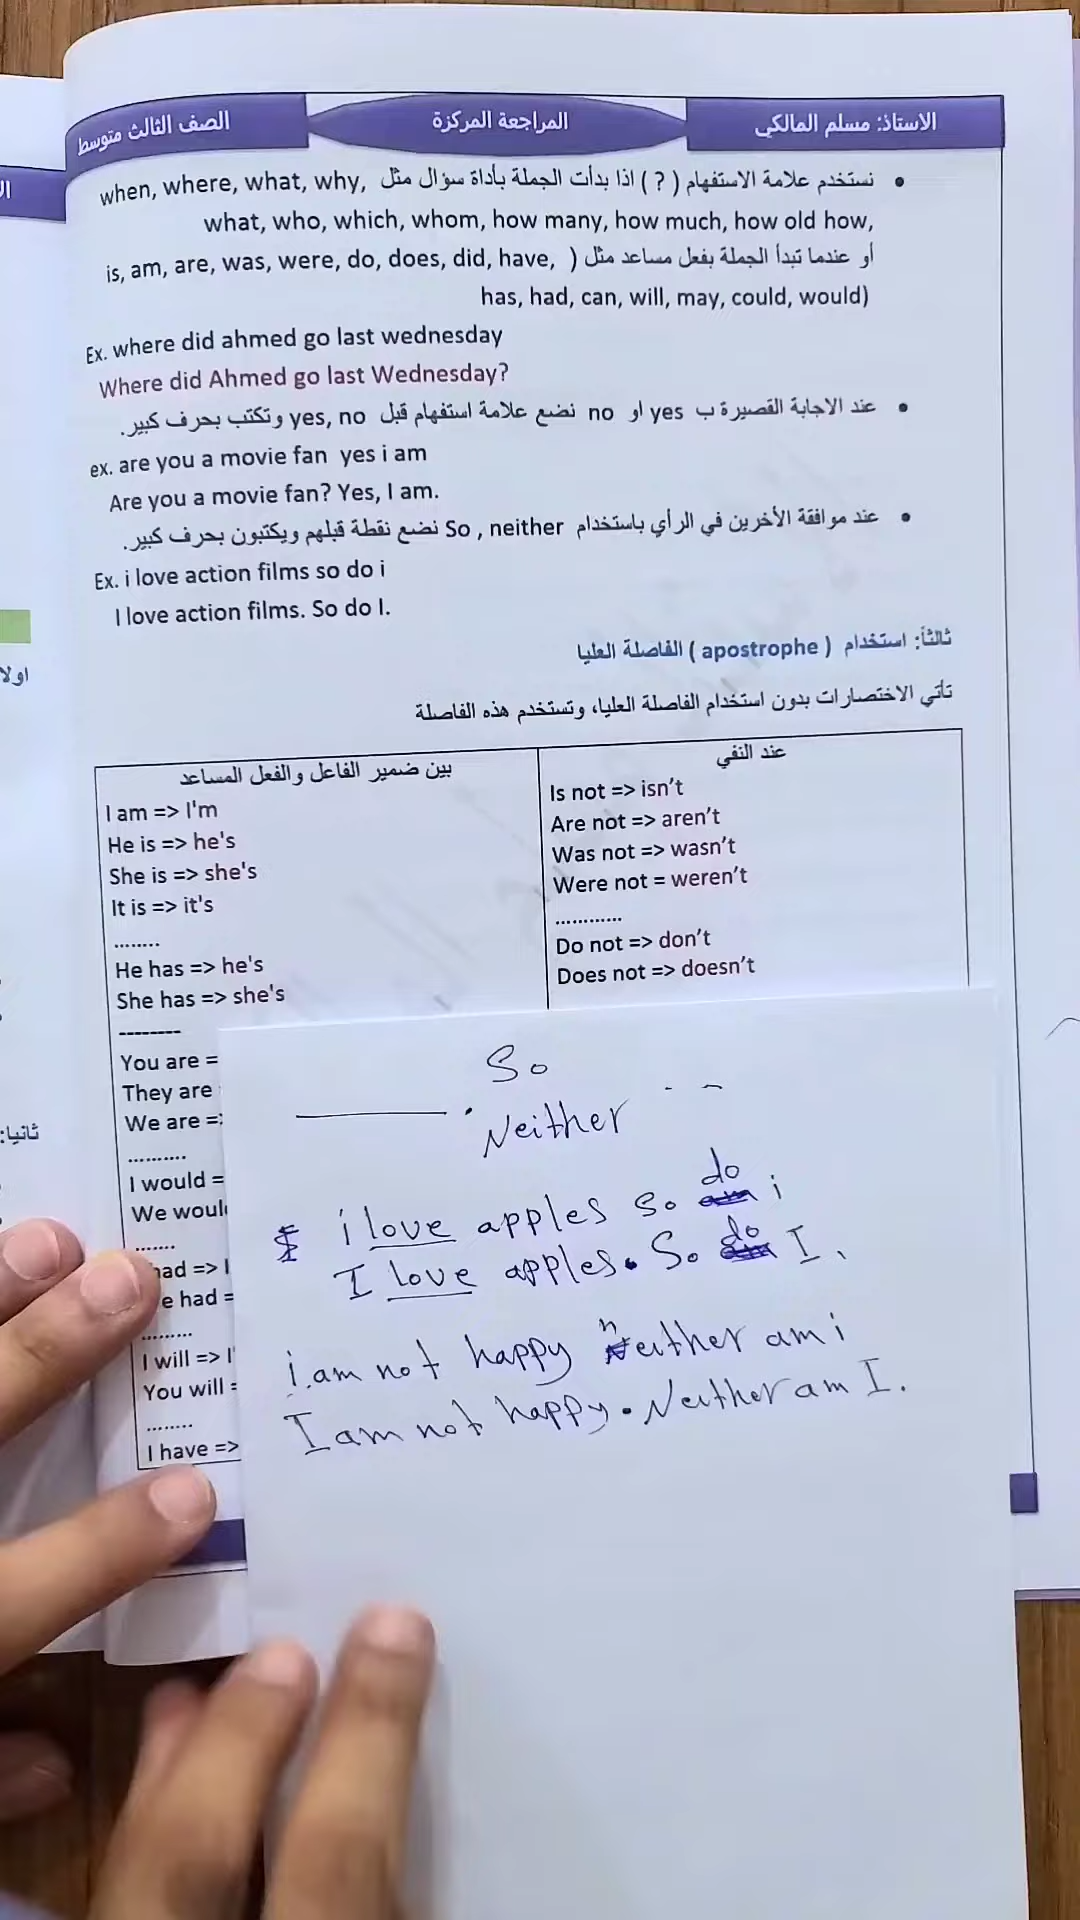 الاستاذ: مسلم المالكي المراجعة المركزة الصف الثالث متوسط
نستخدم علامة الاستفهام ( ? ) اذا بدأت الجملة بأداة سؤال مثل when, where, what, why,
what, who, which, whom, how many, how much, how old how,
أو عندما تبدأ الجملة بفعل مساعد مثل ( is, am, are, was, were, do, does, did, have,
has, had, can, will, may, could, would)
Ex. where did ahmed go last wednesday
Where did Ahmed go last Wednesday?
عند الاجابة القصيرة ب yes او no نضع علامة استفهام قبل yes, no وتكتب بحرف كبير.
ex. are you a movie fan yes i am
Are you a movie fan? Yes, I am.
عند موافقة الأخرين في الرأي باستخدام So , neither نضع نقطة قبلهم ويكتبون بحرف كبير.
Ex. i love action films so do i
I love action films. So do I.
ثالثاً: استخدام ( apostrophe ) الفاصلة العليا
تأتي الاختصارات بدون استخدام الفاصلة العليا، وتستخدم هذه الفاصلة
بين ضمير الفاعل والفعل المساعد
I am => I'm
He is => he's
She is => she's
It is => it's
........
He has => he's
She has => she's
--------
You are =
They are
We are =>
..........
I would =
We woul
.......
had => I
e had =
.........
I will => I'
You will =
........
I have =>
عند النفي
Is not => isn't
Are not => aren't
Was not => wasn't
Were not = weren't
............
Do not => don't
Does not => doesn't
So
. Neither - - -
i love apples so do i
I love apples. So do I.
i am not happy neither am i
I am not happy. Neither am I.
اولا
ثانيا: